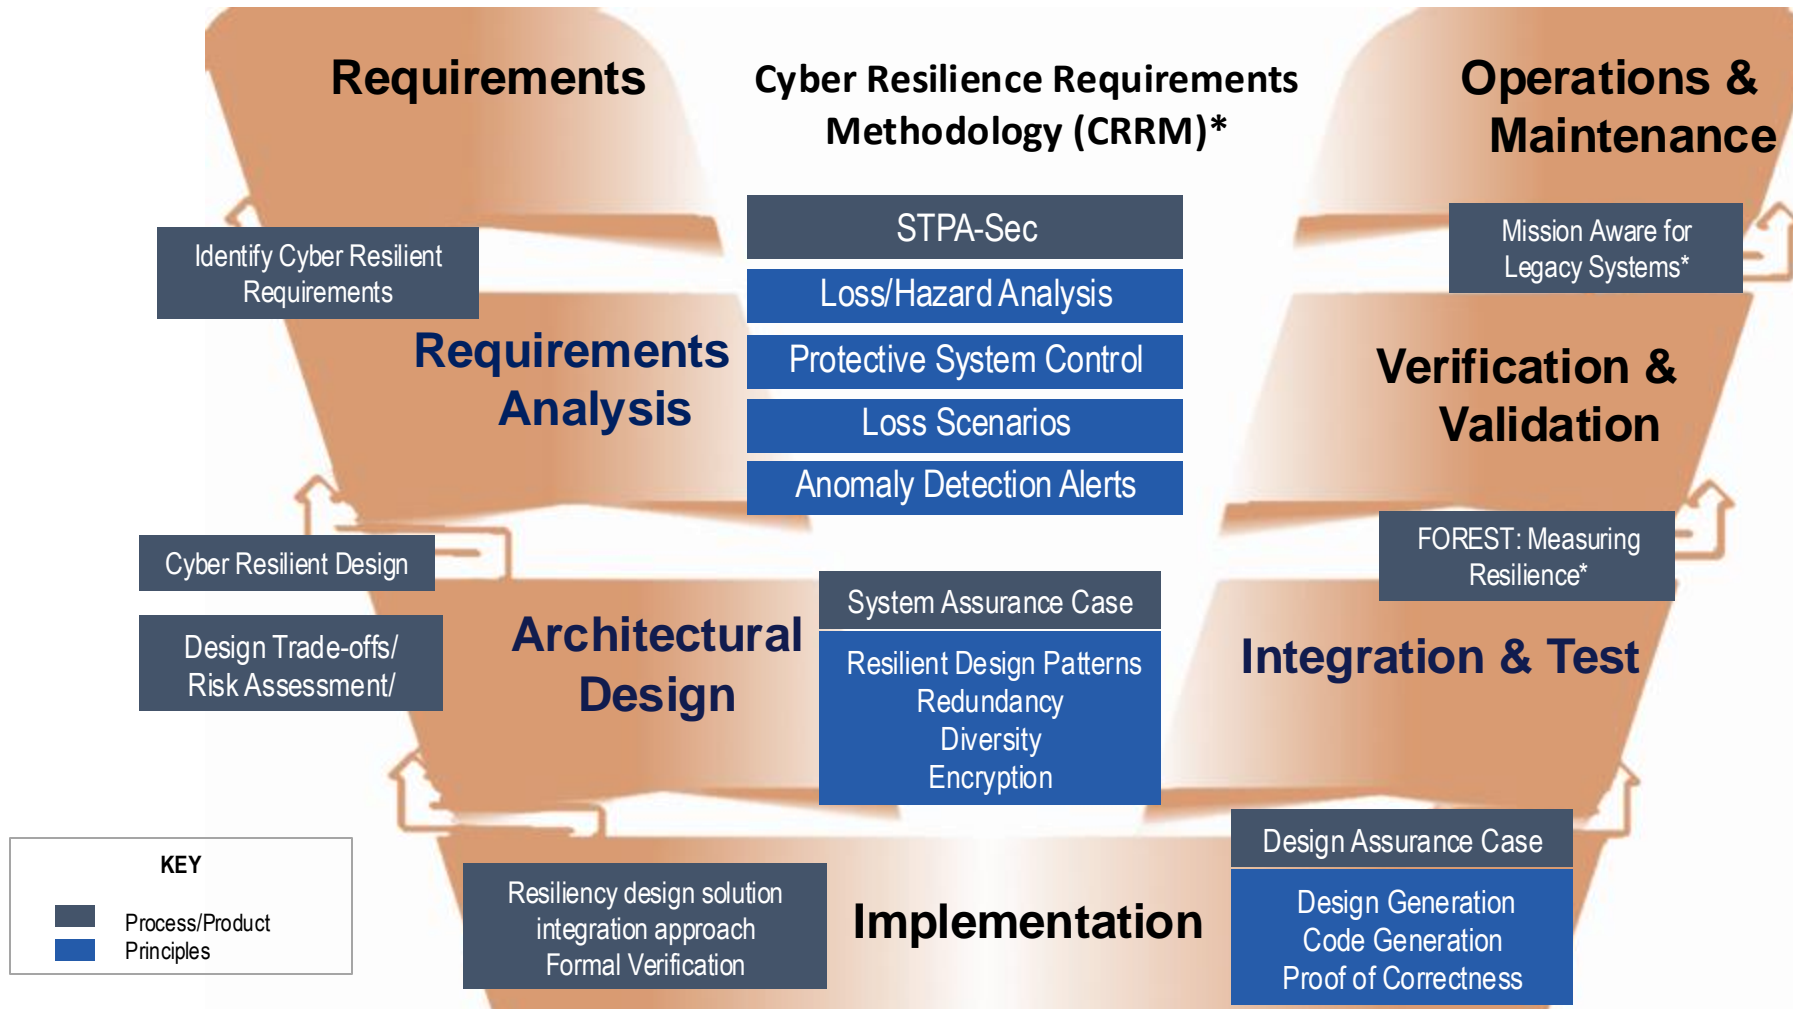 Requirements
Cyber Resilience Requirements
Methodology (CRRM)*
Operations &
Maintenance
STPA-Sec
Identify Cyber Resilient
Requirements
Mission Aware for
Legacy Systems*
Loss/Hazard Analysis
Requirements
Analysis
Protective System Control
Verification &
Validation
Loss Scenarios
Anomaly Detection Alerts
Cyber Resilient Design
FOREST: Measuring
Resilience*
Design Trade-offs/
Risk Assessment/
Architectural
Design
System Assurance Case
Resilient Design Patterns
Redundancy
Diversity
Encryption
Integration & Test
KEY
Process/Product
Principles
Resiliency design solution
integration approach
Formal Verification
Implementation
Design Assurance Case
Design Generation
Code Generation
Proof of Correctness